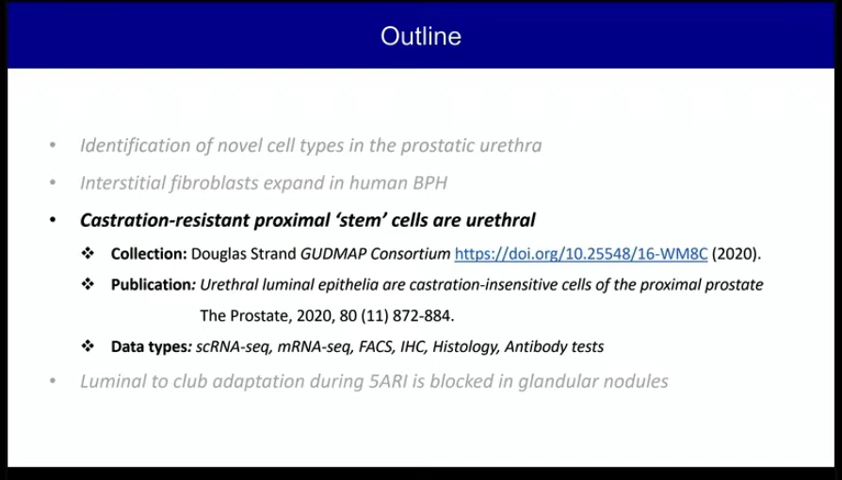 Outline
• Identification of novel cell types in the prostatic urethra
• Interstitial fibroblasts expand in human BPH
• Castration-resistant proximal ‘stem’ cells are urethral
❖ Collection: Douglas Strand GUDMAP Consortium https://doi.org/10.25548/16-WM8C (2020).
❖ Publication: Urethral luminal epithelia are castration-insensitive cells of the proximal prostate
The Prostate, 2020, 80 (11) 872-884.
❖ Data types: scRNA-seq, mRNA-seq, FACS, IHC, Histology, Antibody tests
• Luminal to club adaptation during 5ARI is blocked in glandular nodules